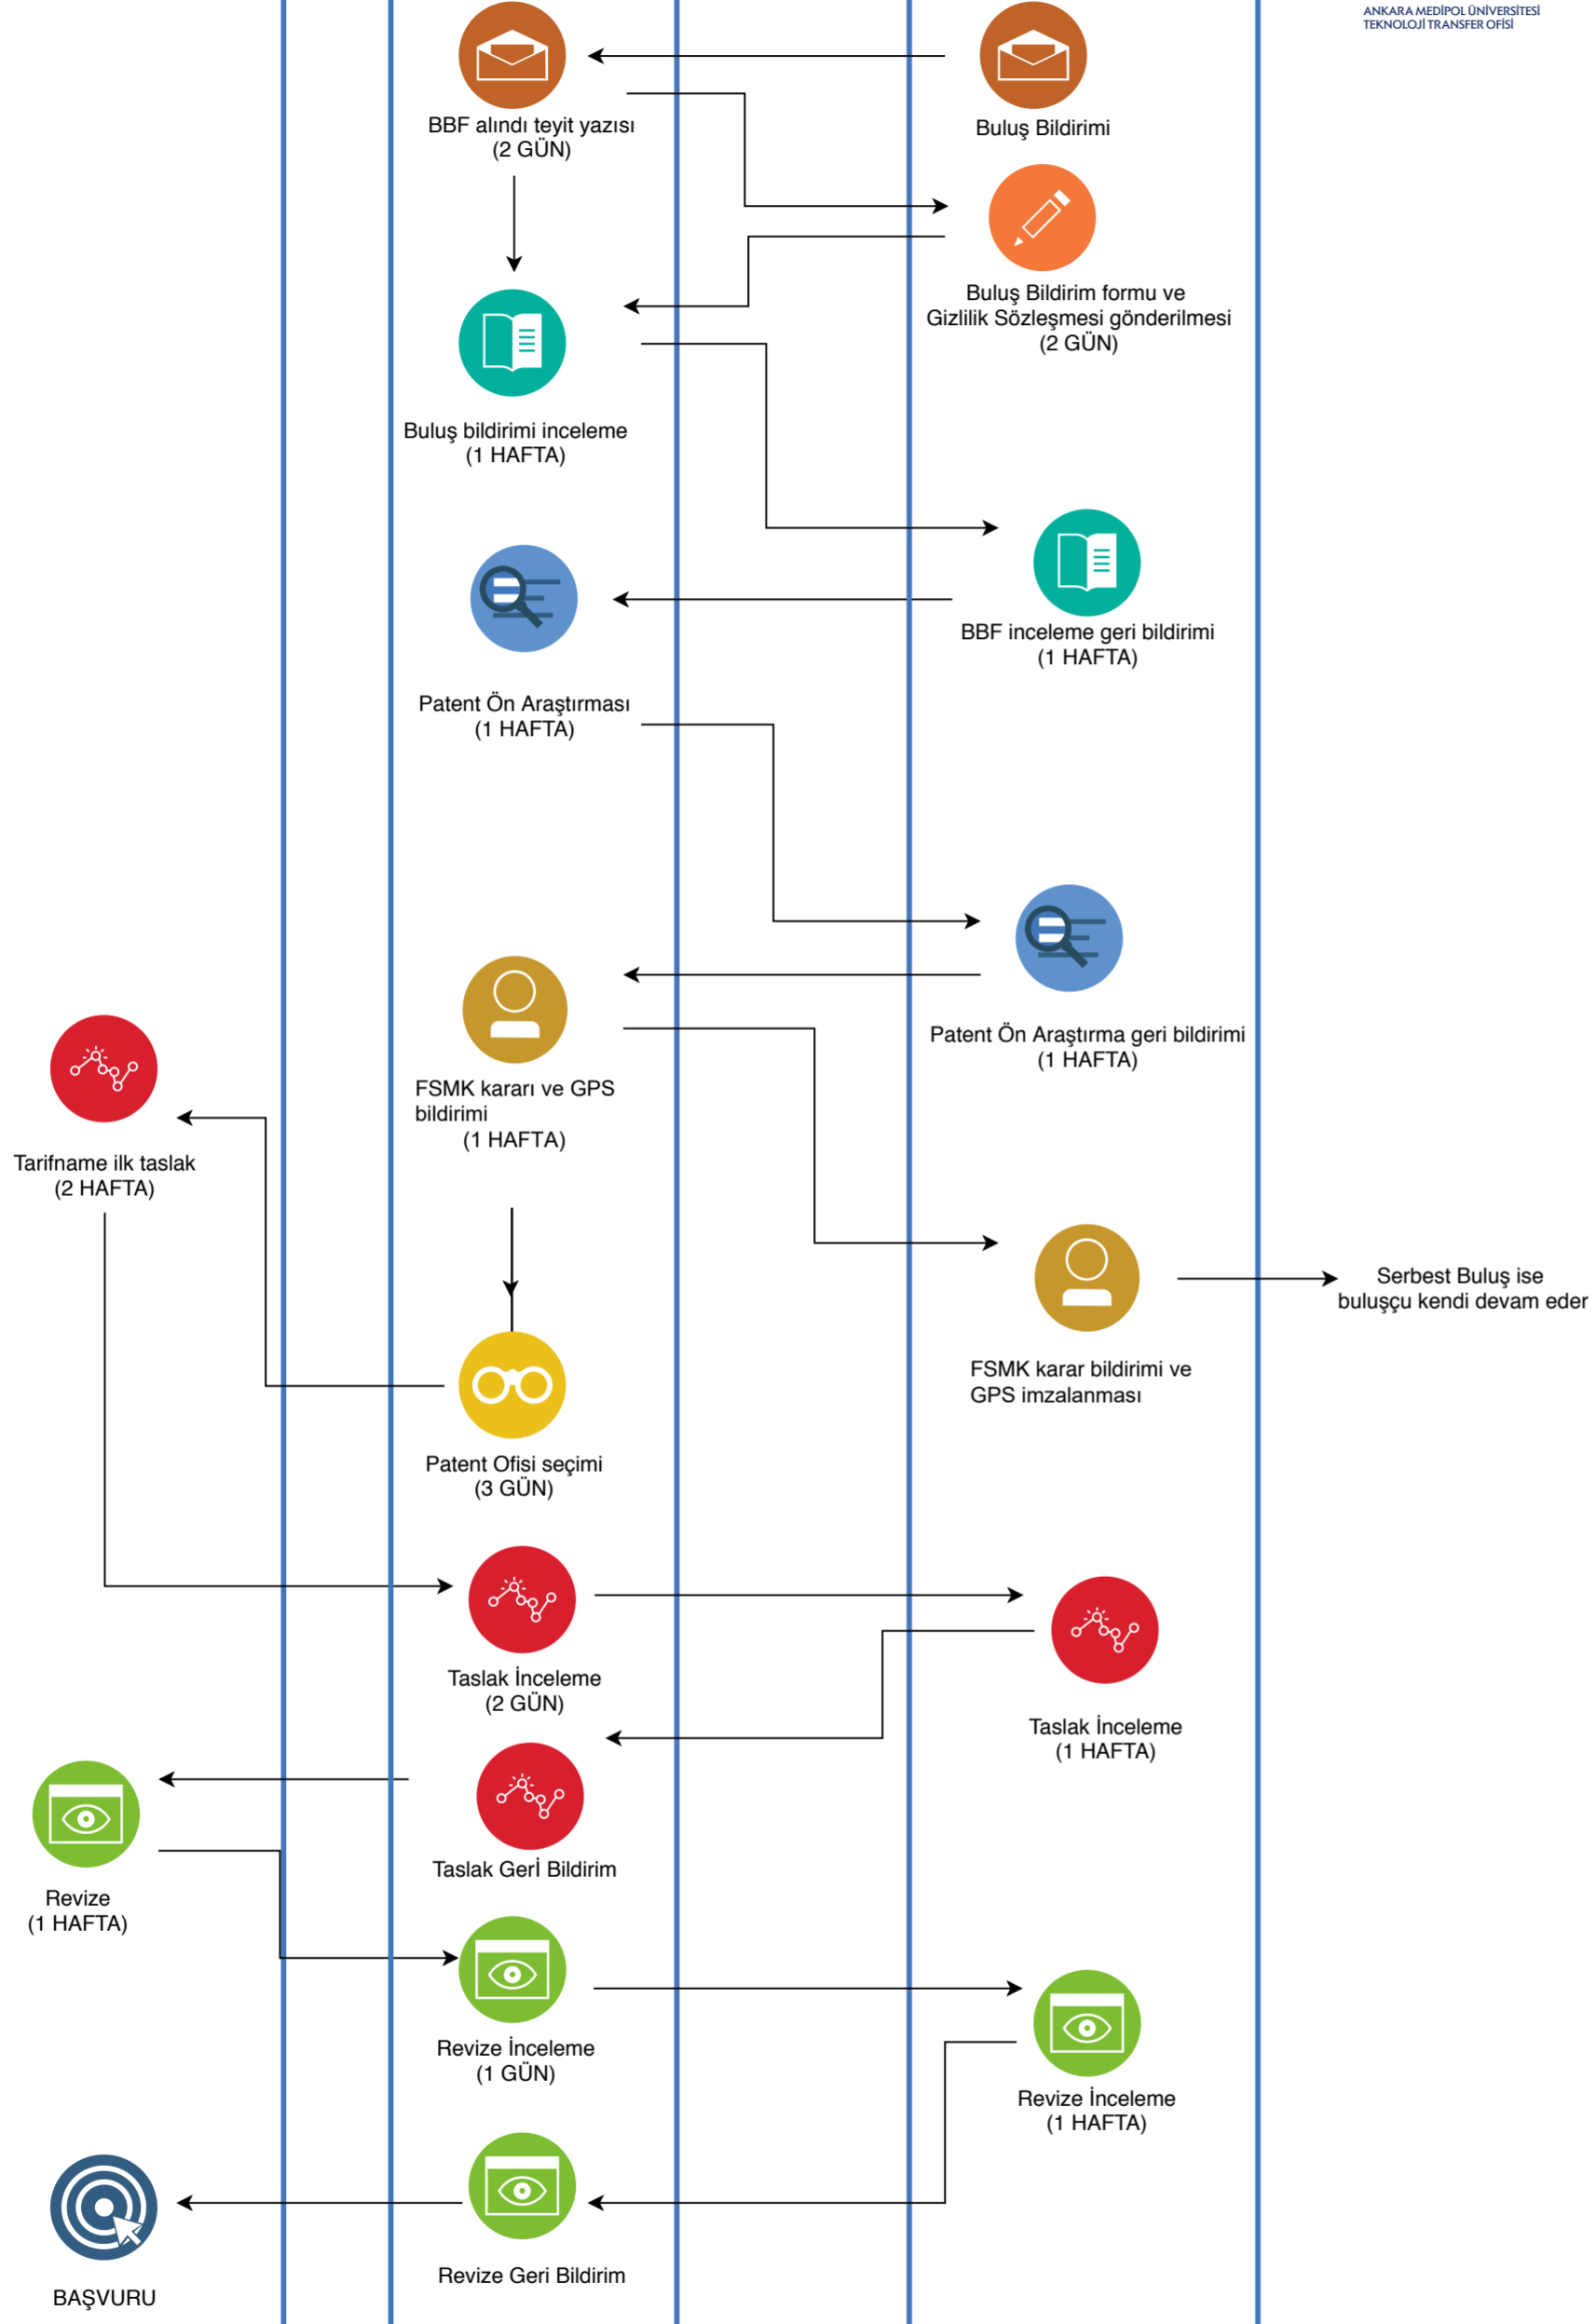 ANKARA MEDİPOL ÜNİVERSİTESİ
TEKNOLOJİ TRANSFER OFİSİ
BBF alındı teyit yazısı
(2 GÜN)
Buluş Bildirimi
Buluş Bildirim formu ve
Gizlilik Sözleşmesi gönderilmesi
(2 GÜN)
Buluş bildirimi inceleme
(1 HAFTA)
BBF inceleme geri bildirimi
(1 HAFTA)
Patent Ön Araştırması
(1 HAFTA)
Patent Ön Araştırma geri bildirimi
(1 HAFTA)
FSMK kararı ve GPS
bildirimi
(1 HAFTA)
Tarifname ilk taslak
(2 HAFTA)
Serbest Buluş ise
buluşçu kendi devam eder
FSMK karar bildirimi ve
GPS imzalanması
Patent Ofisi seçimi
(3 GÜN)
Taslak İnceleme
(2 GÜN)
Taslak İnceleme
(1 HAFTA)
Taslak Gerİ Bildirim
Revize
(1 HAFTA)
Revize İnceleme
(1 GÜN)
Revize İnceleme
(1 HAFTA)
Revize Geri Bildirim
BAŞVURU